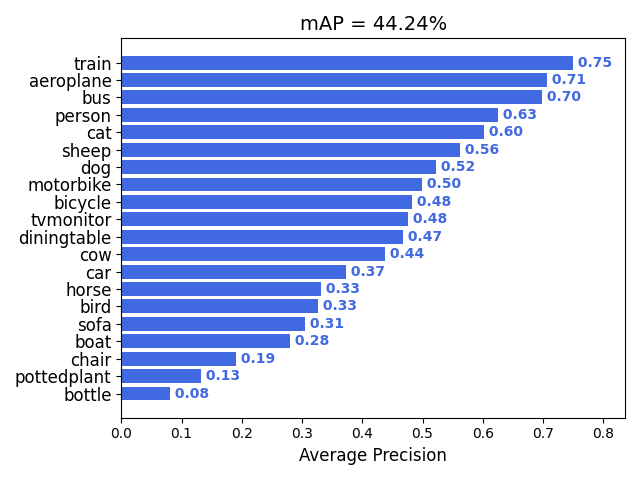 mAP = 44.24%
train 0.75
aeroplane 0.71
bus 0.70
person 0.63
cat 0.60
sheep 0.56
dog 0.52
motorbike 0.50
bicycle 0.48
tvmonitor 0.48
diningtable 0.47
cow 0.44
car 0.37
horse 0.33
bird 0.33
sofa 0.31
boat 0.28
chair 0.19
pottedplant 0.13
bottle 0.08
0.0 0.1 0.2 0.3 0.4 0.5 0.6 0.7 0.8
Average Precision